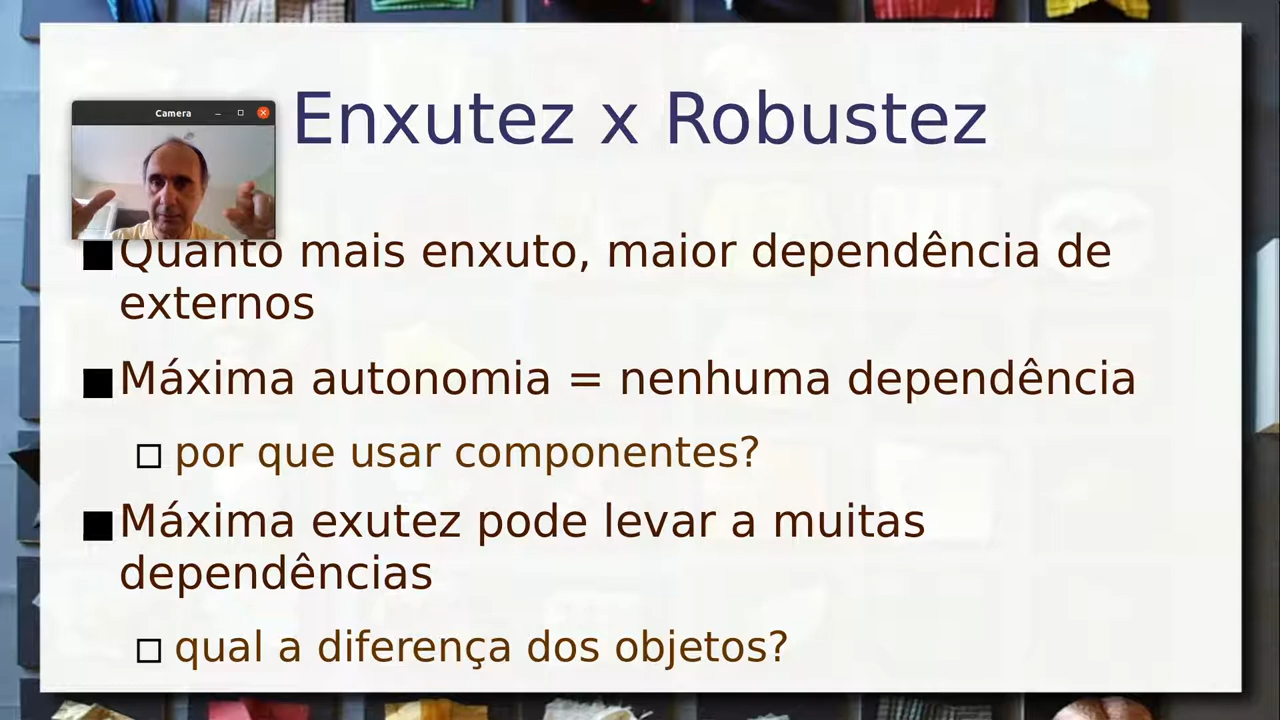 Camera
Enxutez x Robustez
Quanto mais enxuto, maior dependência de
externos
Máxima autonomia = nenhuma dependência
por que usar componentes?
Máxima exutez pode levar a muitas
dependências
qual a diferença dos objetos?